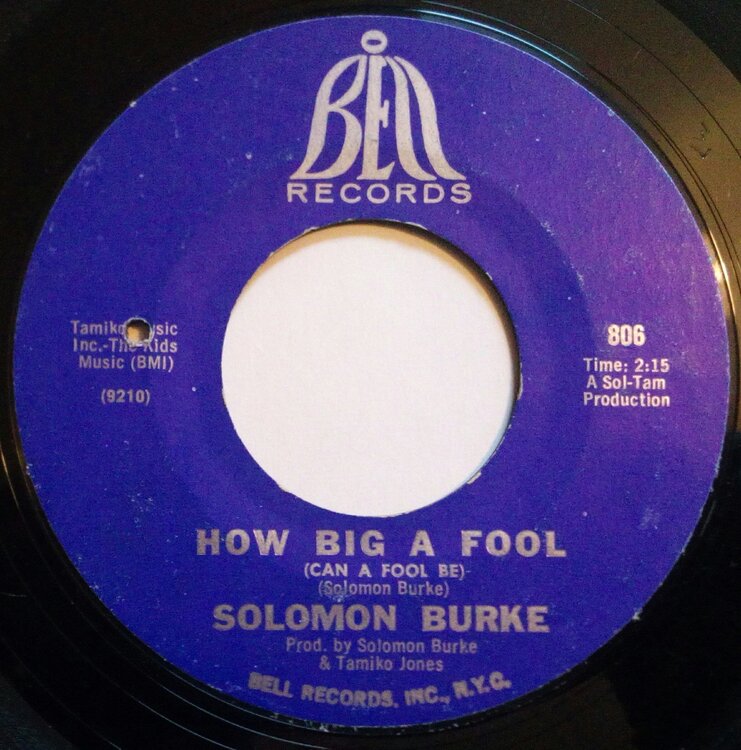 BELL
RECORDS
Tamiko Music
Inc.-The Kids
Music (BMI)
(9210)
806
Time: 2:15
A Sol-Tam
Production
HOW BIG A FOOL
(CAN A FOOL BE)
(Solomon Burke)
SOLOMON BURKE
Prod. by Solomon Burke
& Tamiko Jones
BELL RECORDS, INC., N.Y.C.